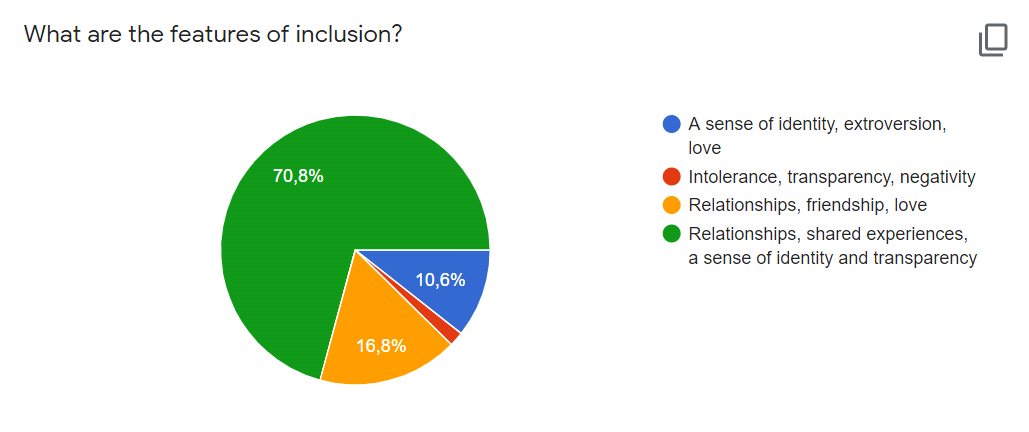 What are the features of inclusion?
A sense of identity, extroversion,
love
Intolerance, transparency, negativity
Relationships, friendship, love
Relationships, shared experiences,
a sense of identity and transparency
70,8%
10,6%
16,8%